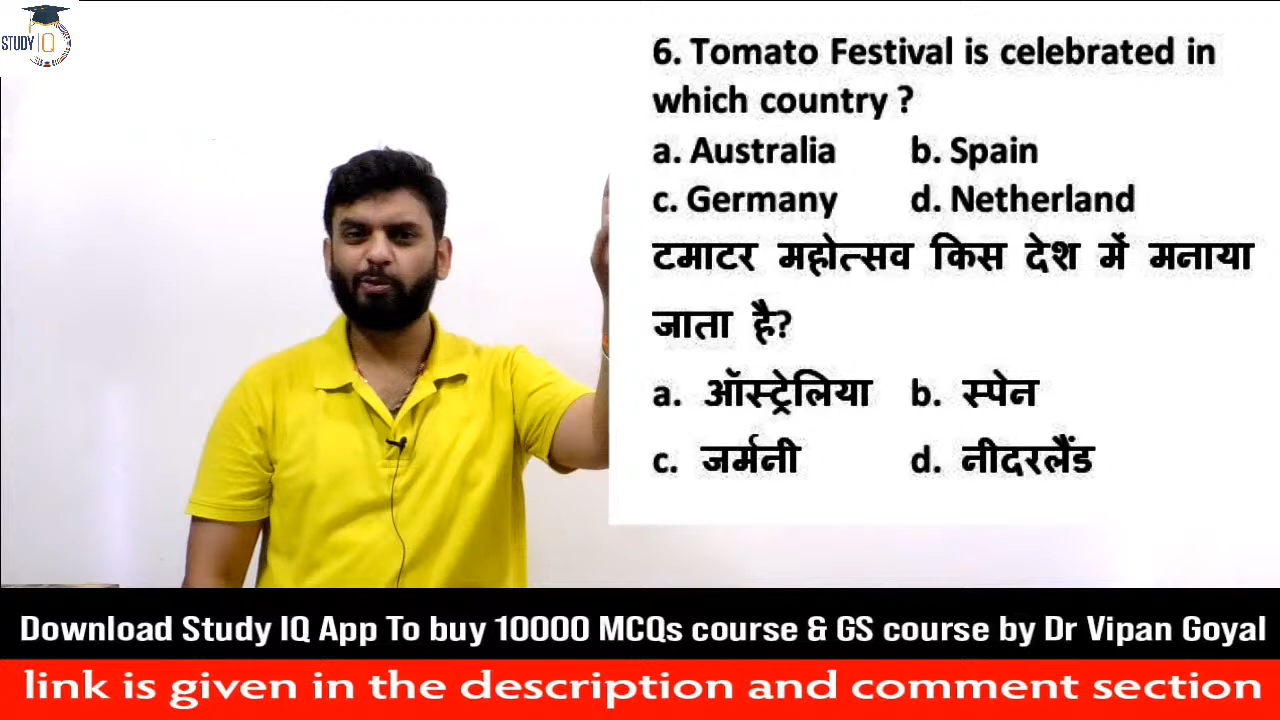 STUDY IQ
6. Tomato Festival is celebrated in
which country ?
a. Australia b. Spain
c. Germany d. Netherland
टमाटर महोत्सव किस देश में मनाया
जाता है?
a. ऑस्ट्रेलिया b. स्पेन
c. जर्मनी d. नीदरलैंड
Download Study IQ App To buy 10000 MCQs course & GS course by Dr Vipan Goyal
link is given in the description and comment section